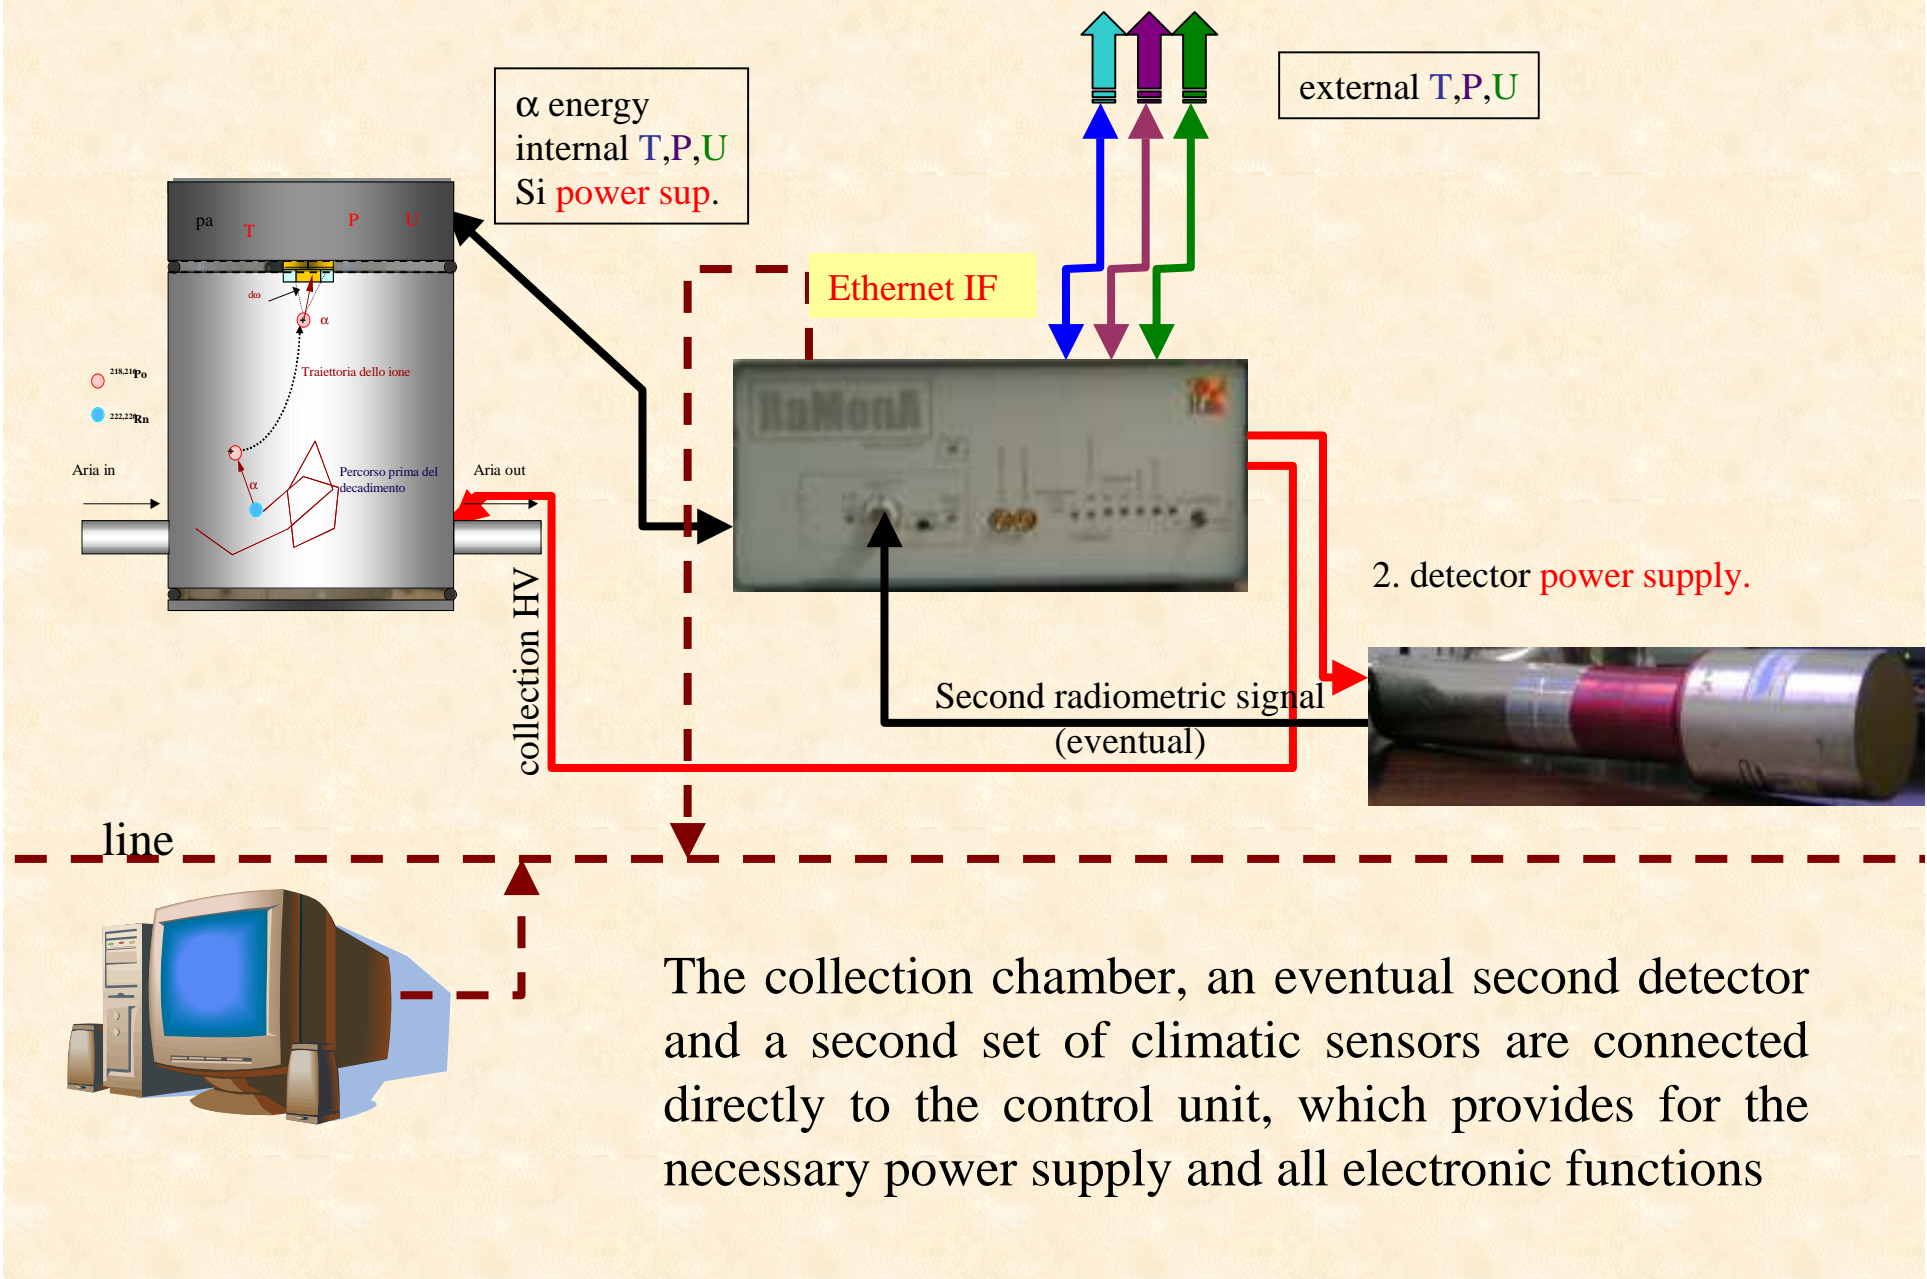 α energy
internal T,P,U
Si power sup.
external T,P,U
pa
T
P
U
Ethernet IF
dω
α
Traiettoria dello ione
218,216Po
222,220Rn
RaMonA
Aria in
α
Percorso prima del
decadimento
Aria out
collection HV
2. detector power supply.
Second radiometric signal
(eventual)
line
The collection chamber, an eventual second detector
and a second set of climatic sensors are connected
directly to the control unit, which provides for the
necessary power supply and all electronic functions